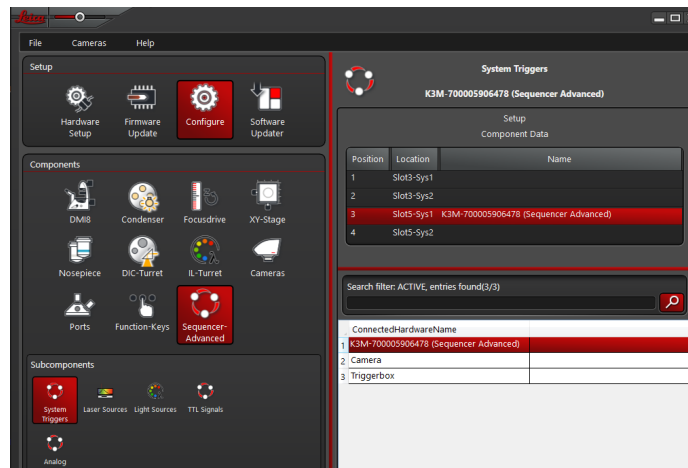 Leica
File Cameras Help
Setup
Hardware Setup
Firmware Update
Configure
Software Updater
Components
DMI8
Condenser
Focusdrive
XY-Stage
Nosepiece
DIC-Turret
IL-Turret
Cameras
Ports
Function-Keys
Sequencer-Advanced
Subcomponents
System Triggers
Laser Sources
Light Sources
TTL Signals
Analog
System Triggers
K3M-700005906478 (Sequencer Advanced)
Setup
Component Data
Position Location Name
1 Slot3-Sys1
2 Slot3-Sys2
3 Slot5-Sys1 K3M-700005906478 (Sequencer Advanced)
4 Slot5-Sys2
Search filter: ACTIVE, entries found(3/3)
ConnectedHardwareName
1 K3M-700005906478 (Sequencer Advanced)
2 Camera
3 Triggerbox